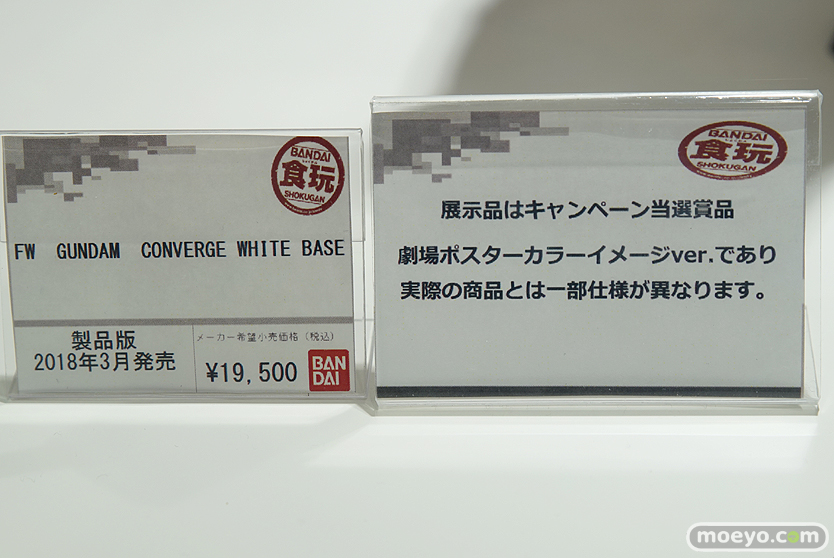 BANDAI
食玩
SHOKUGAN
FW GUNDAM CONVERGE WHITE BASE
製品版
2018年3月発売
メーカー希望小売価格（税込）
¥19,500
BAN
DAI
BANDAI
食玩
SHOKUGAN
展示品はキャンペーン当選賞品
劇場ポスターカラーイメージver.であり
実際の商品とは一部仕様が異なります。
moeyo.com